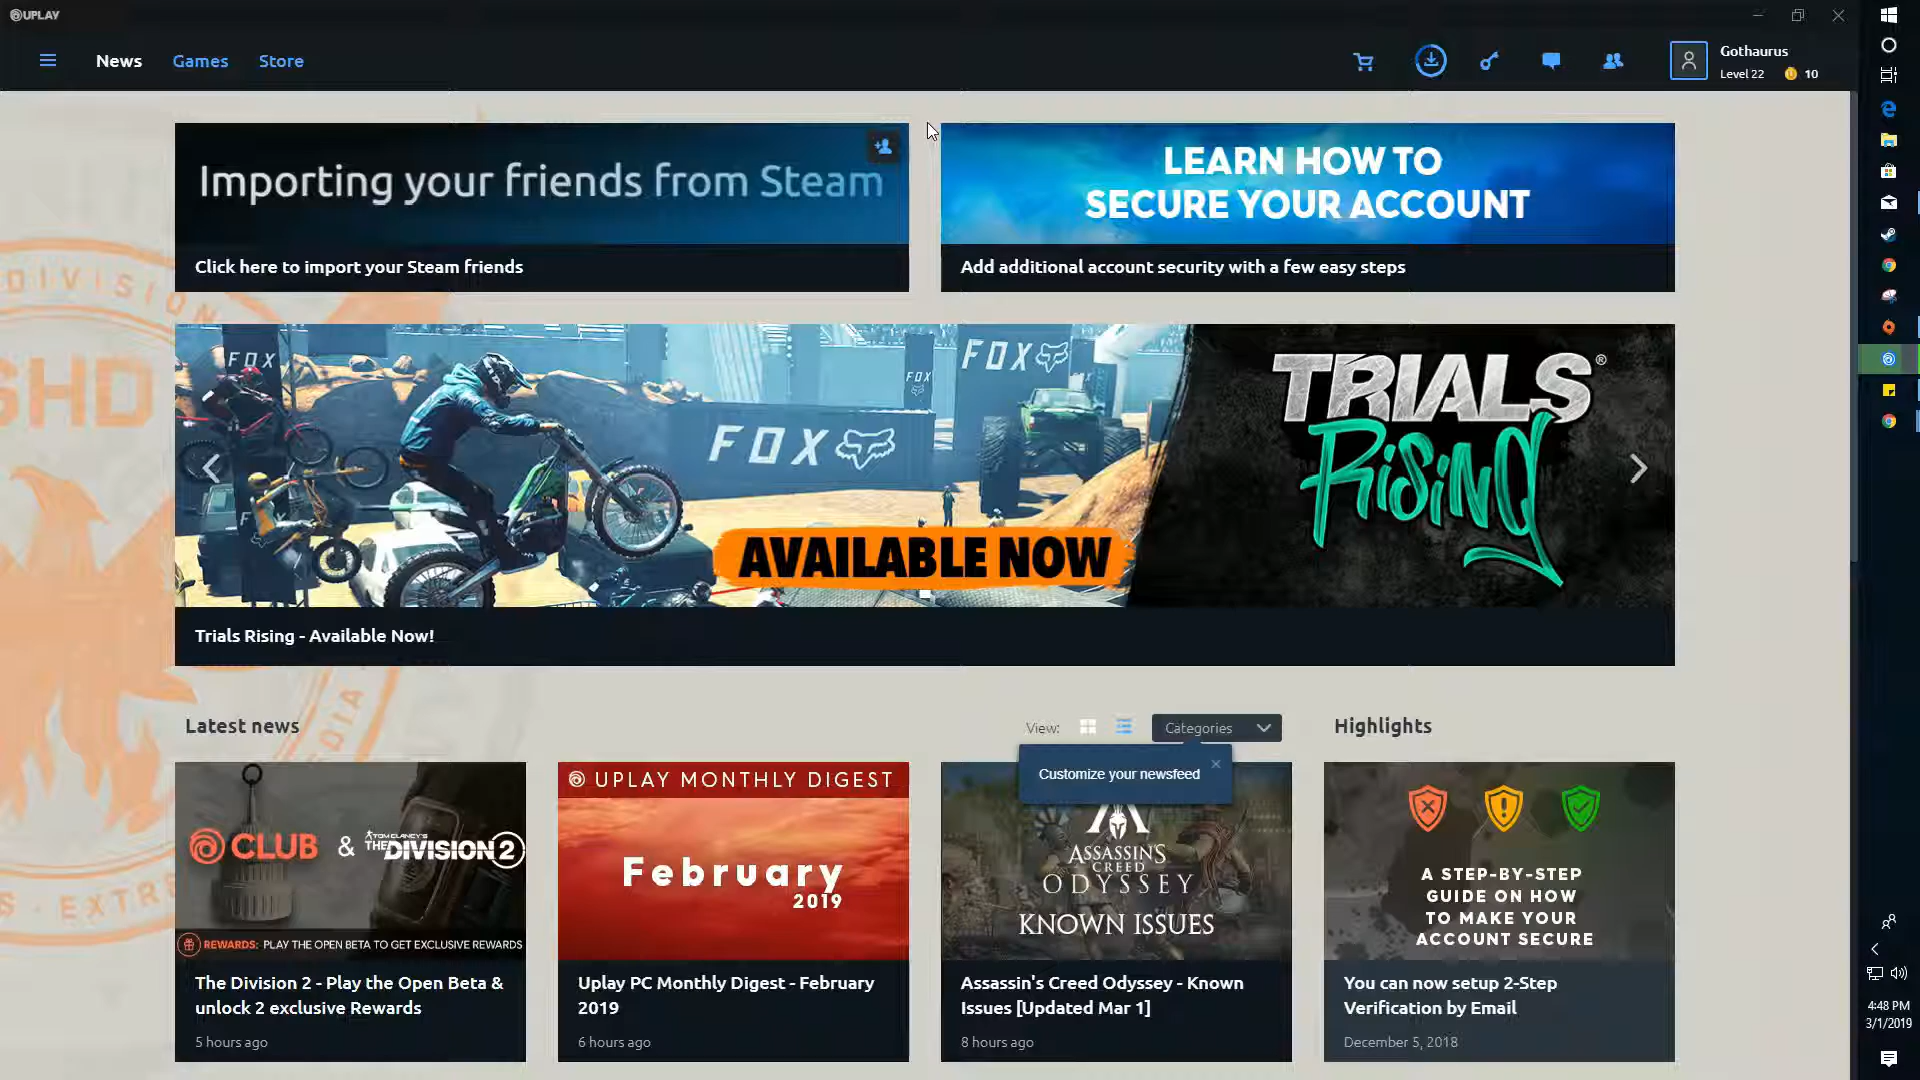 UPLAY
News Games Store
Gothaurus
Level 22 10
Importing your friends from Steam
Click here to import your Steam friends
LEARN HOW TO
SECURE YOUR ACCOUNT
Add additional account security with a few easy steps
FOX
FOX
FOX
FOX
TRIALS®
RISING
AVAILABLE NOW
Trials Rising - Available Now!
DIVISION
SHD
MEDIA
S · EXTRE
Latest news
View:
Categories
Highlights
Customize your newsfeed
CLUB & TOM CLANCY'S THE DIVISION 2
REWARDS: PLAY THE OPEN BETA TO GET EXCLUSIVE REWARDS
The Division 2 - Play the Open Beta &
unlock 2 exclusive Rewards
5 hours ago
UPLAY MONTHLY DIGEST
February
2019
Uplay PC Monthly Digest - February
2019
6 hours ago
ASSASSIN'S
CREED
ODYSSEY
KNOWN ISSUES
Assassin's Creed Odyssey - Known
Issues [Updated Mar 1]
8 hours ago
A STEP-BY-STEP
GUIDE ON HOW
TO MAKE YOUR
ACCOUNT SECURE
You can now setup 2-Step
Verification by Email
December 5, 2018
4:48 PM
3/1/2019